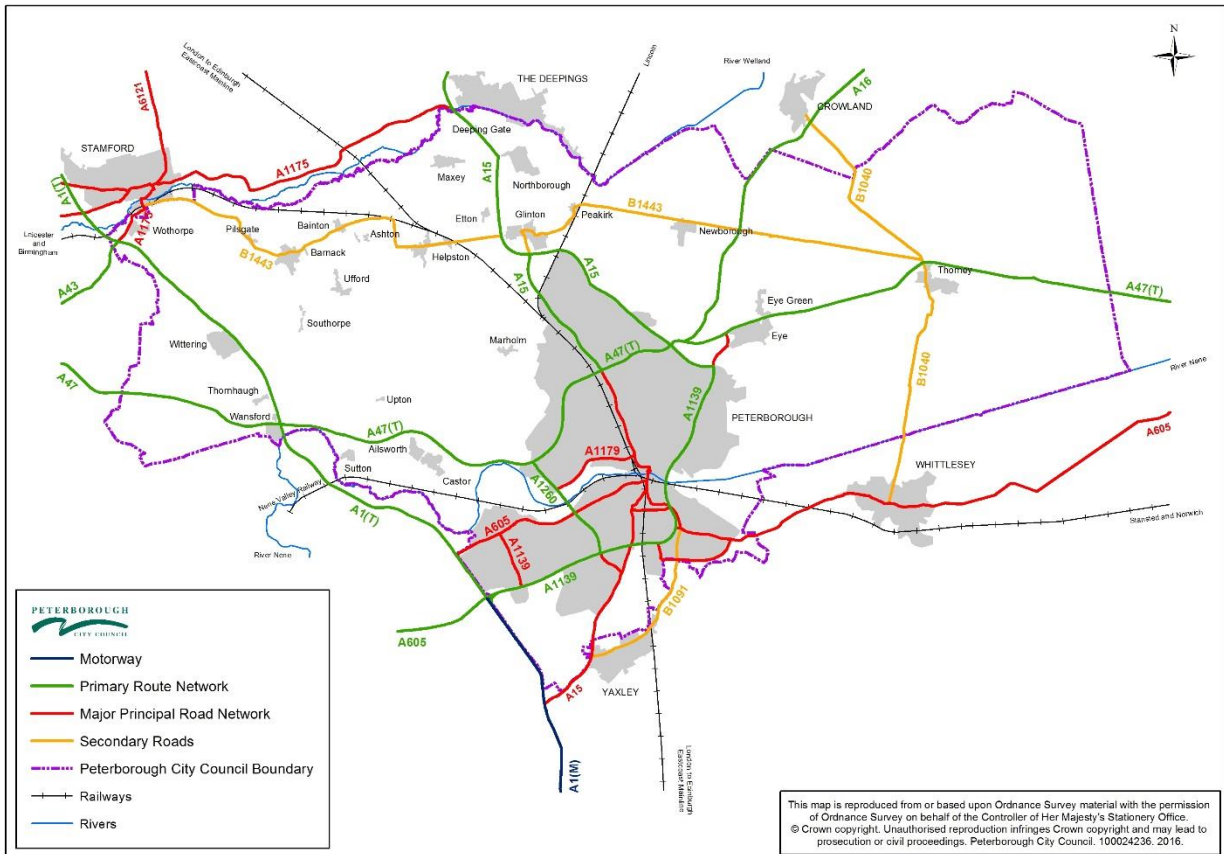 N
London to Edinburgh
Eastcoast Mainline
THE DEEPINGS
Lincoln
River Welland
CROWLAND
A16
A6121
STAMFORD
A1(T)
A1175
Deeping Gate
Maxey
A15
Northborough
B1040
Etton
Glinton
Peakirk
B1443
Newborough
Wothorpe
A1175
Pilsgate
Bainton
Ashton
Helpston
Leicester
and
Birmingham
B1443
Barnack
Ufford
Southorpe
A43
A15
A15
Thorney
A47(T)
Eye Green
Eye
Wittering
Marholm
A47(T)
A47
Thornhaugh
Wansford
Upton
A1139
B1040
River Nene
PETERBOROUGH
A605
A47(T)
Ailsworth
Sutton
Castor
A1179
A1260
WHITTLESEY
Nene Valley Railway
A1(T)
River Nene
A605
A1139
A1139
Stansted and Norwich
B1091
A605
A15
YAXLEY
A1(M)
London to Edinburgh
Eastcoast Mainline
PETERBOROUGH
CITY COUNCIL
Motorway
Primary Route Network
Major Principal Road Network
Secondary Roads
Peterborough City Council Boundary
Railways
Rivers
This map is reproduced from or based upon Ordnance Survey material with the permission
of Ordnance Survey on behalf of the Controller of Her Majesty's Stationery Office.
© Crown copyright. Unauthorised reproduction infringes Crown copyright and may lead to
prosecution or civil proceedings. Peterborough City Council. 100024236. 2016.